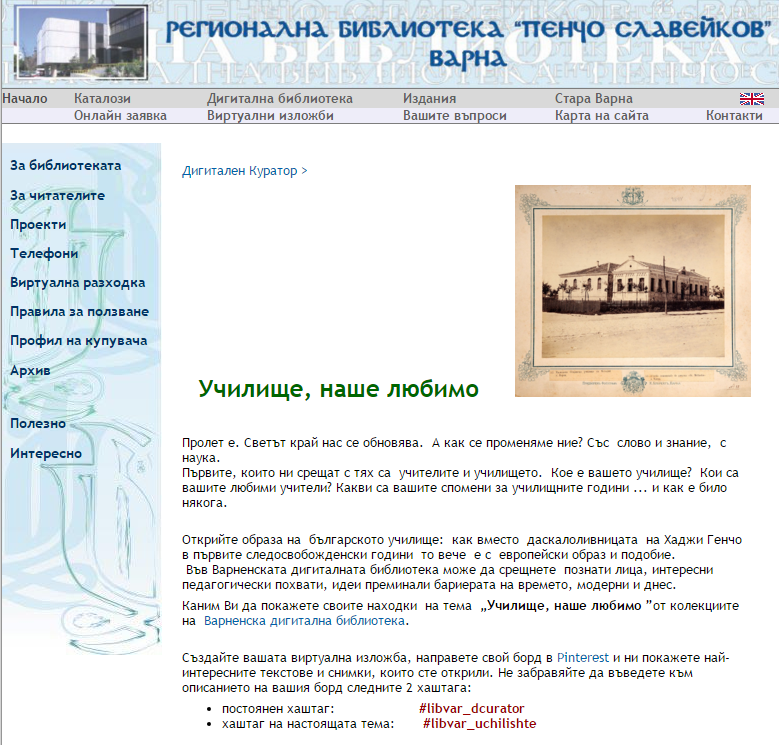 РЕГИОНАЛНА БИБЛИОТЕКА "ПЕНЧО СЛАВЕЙКОВ"
ВАРНА
Начало Каталози Дигитална библиотека Издания Стара Варна
Онлайн заявка Виртуални изложби Вашите въпроси Карта на сайта Контакти
За библиотеката
За читателите
Проекти
Телефони
Виртуална разходка
Правила за ползване
Профил на купувача
Архив
Полезно
Интересно
Дигитален Куратор >
Училище, наше любимо
Пролет е. Светът край нас се обновява. А как се променяме ние? Със слово и знание, с
наука.
Първите, които ни срещат с тях са учителите и училището. Кое е вашето училище? Кои са
вашите любими учители? Какви са вашите спомени за училищните години ... и как е било
някога.
Открийте образа на българското училище: как вместо даскалоливницата на Хаджи Генчо
в първите следосвобожденски години то вече е с европейски образ и подобие.
Във Варненската дигиталната библиотека може да срещнете познати лица, интересни
педагогически похвати, идеи преминали бариерата на времето, модерни и днес.
Каним Ви да покажете своите находки на тема „Училище, наше любимо ”от колекциите
на Варненска дигитална библиотека.
Създайте вашата виртуална изложба, направете свой борд в Pinterest и ни покажете най-
интересните текстове и снимки, които сте открили. Не забравяйте да въведете към
описанието на вашия борд следните 2 хаштага:
• постоянен хаштаг: #libvar_dcurator
• хаштаг на настоящата тема: #libvar_uchilishte